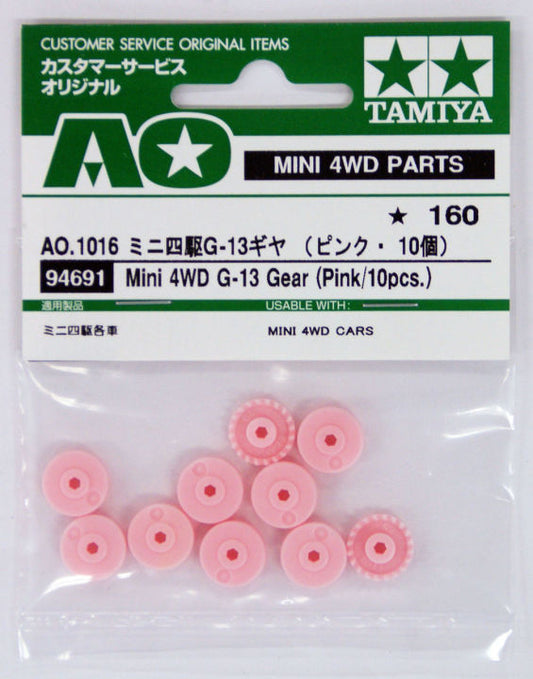 CUSTOMER SERVICE ORIGINAL ITEMS
カスタマーサービス
オリジナル
TAMIYA
AO
MINI 4WD PARTS
★ 160
AO.1016 ミニ四駆G-13ギヤ （ピンク・ 10個）
94691 Mini 4WD G-13 Gear (Pink/10pcs.)
適用製品 USABLE WITH :
ミニ四駆各車 MINI 4WD CARS